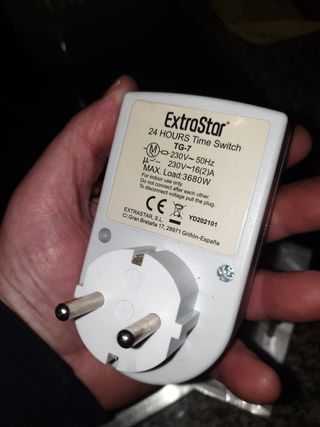 ExtraStar®
24 HOURS Time Switch
TG-7
M 230V~ 50Hz
µ 230V~16(2)A
MAX. Load:3680W
For indoor use only.
Do not connect each after each other
To disconnect voltage pull the plug.
CE
YD202101
EXTRASTAR, S.L.
C/.Gran Bretaña 17, 28971 Griñón-España